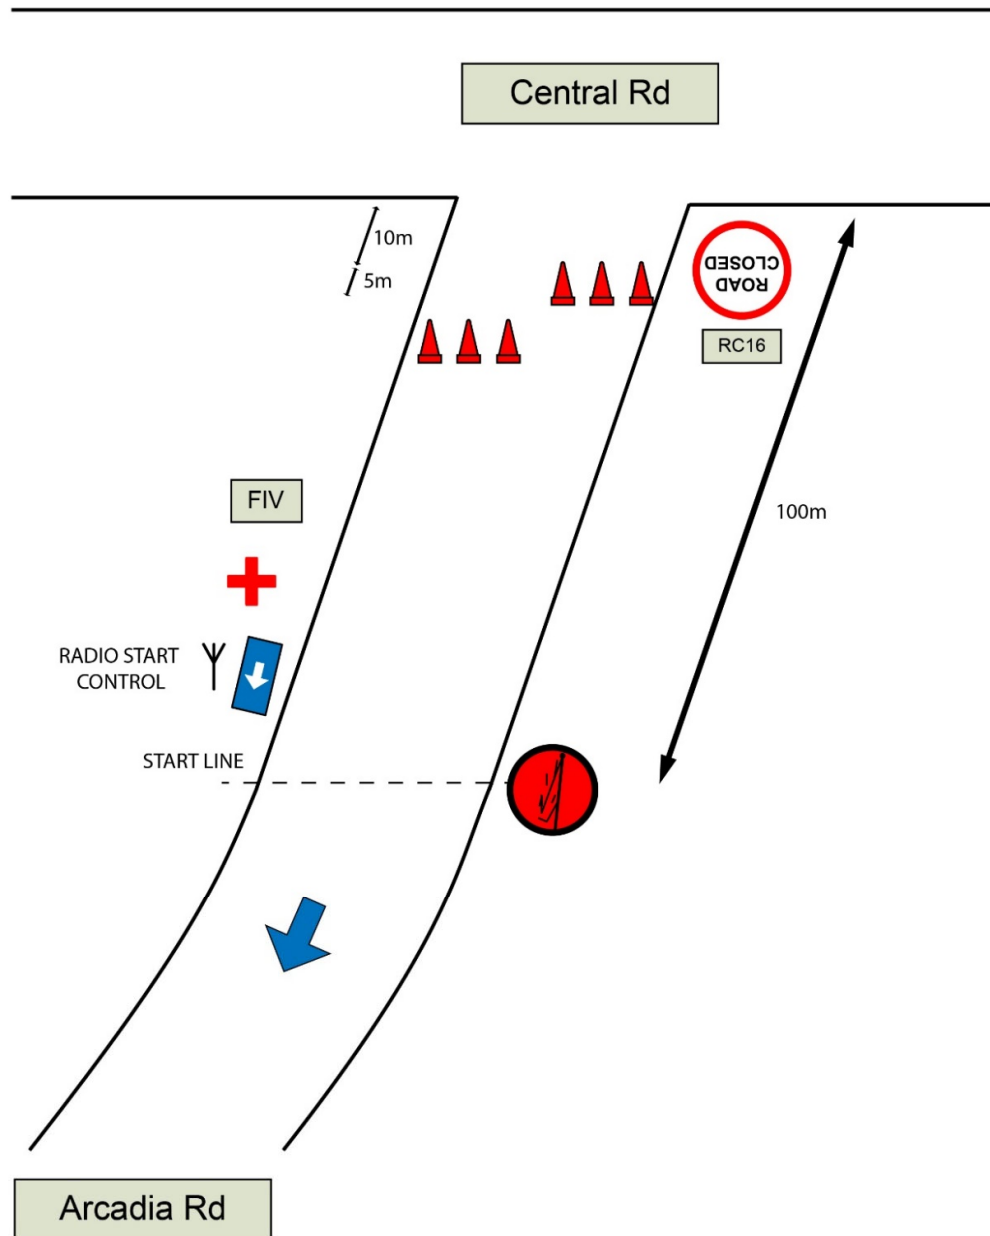 Central Rd
10m
5m
ROAD
CLOSED
RC16
FIV
100m
RADIO START
CONTROL
START LINE
Arcadia Rd